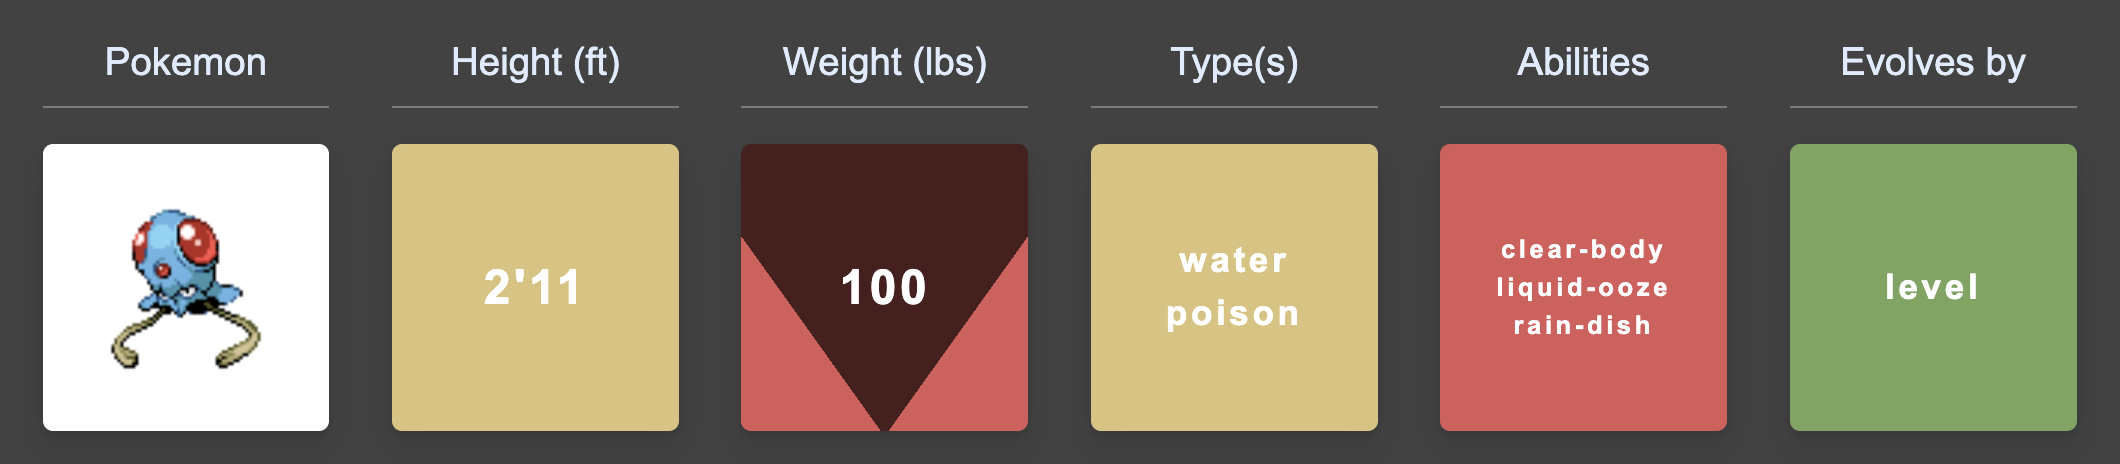 Pokemon
Height (ft)
Weight (lbs)
Type(s)
Abilities
Evolves by
2'11
100
water
poison
clear-body
liquid-ooze
rain-dish
level